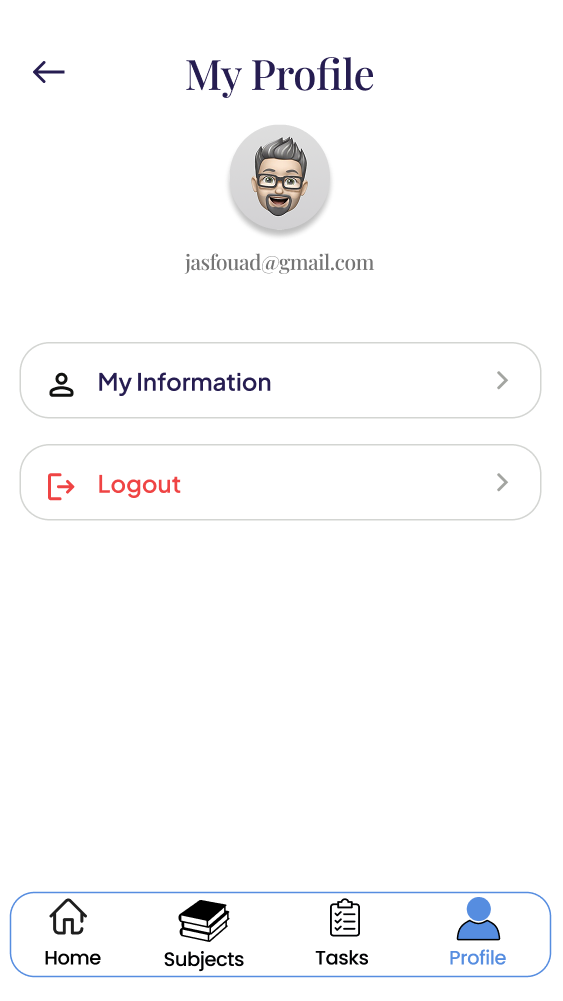 My Profile
jasfouad@gmail.com
My Information
Logout
Home
Subjects
Tasks
Profile